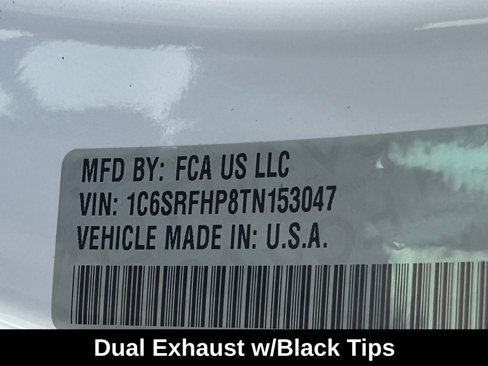 MFD BY: FCA US LLC
VIN: 1C6SRFHP8TN153047
VEHICLE MADE IN: U.S.A.
Dual Exhaust w/Black Tips